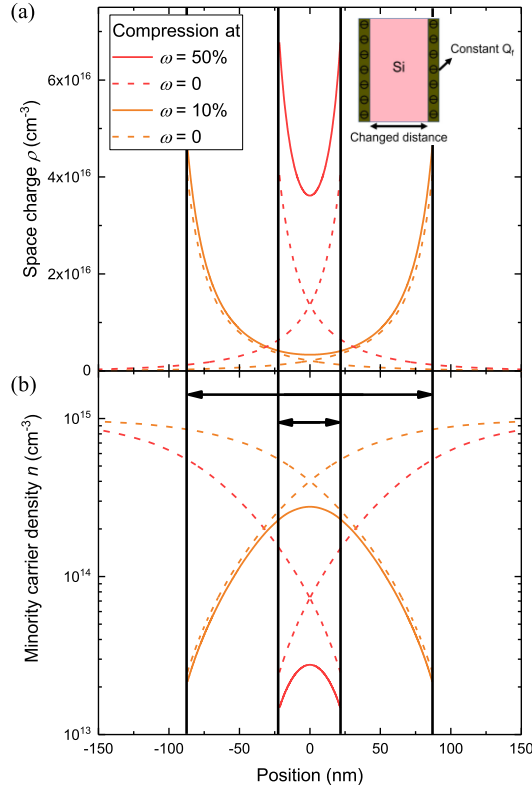 (a)
Compression at
ω = 50%
ω = 0
ω = 10%
ω = 0
Si
Constant Qf
Changed distance
Space charge ρ (cm-3)
6x10^16
4x10^16
2x10^16
0
(b)
Minority carrier density n (cm-3)
10^15
10^14
10^13
-150 -100 -50 0 50 100 150
Position (nm)